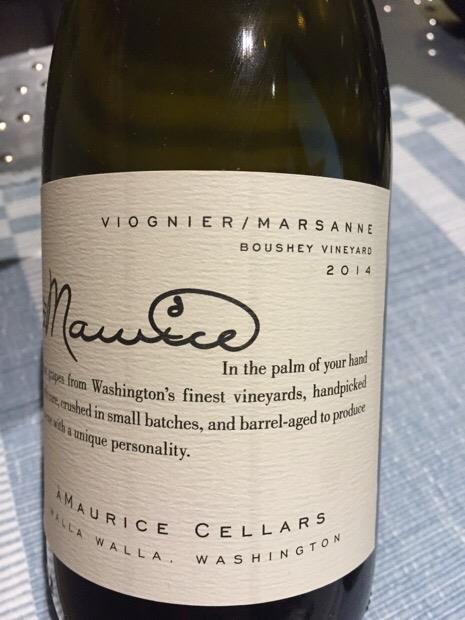 VIOGNIER/MARSANNE
BOUSHEY VINEYARD
2014
Maurice
In the palm of your hand
grapes from Washington's finest vineyards, handpicked
crushed in small batches, and barrel-aged to produce
with a unique personality.
àMAURICE CELLARS
WALLA WALLA, WASHINGTON